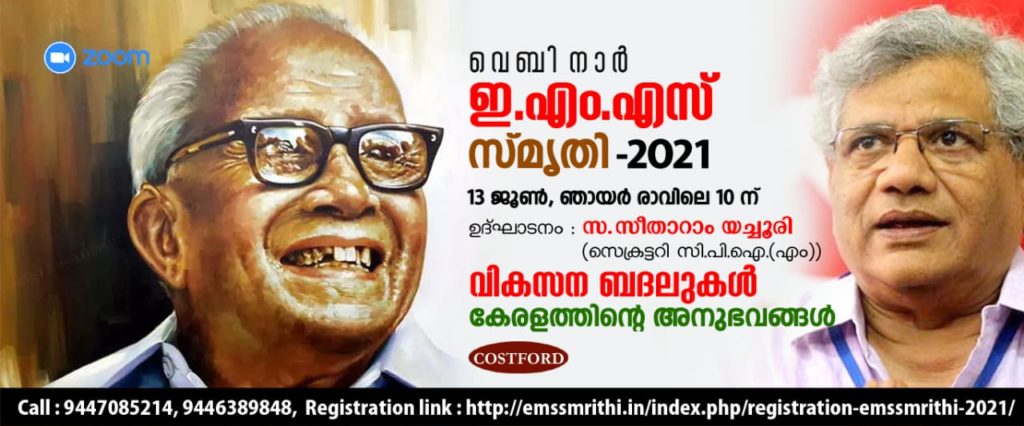 zoom
വെബിനാർ
ഇ.എം.എസ്
സ്മൃതി -2021
13 ജൂൺ, ഞായർ രാവിലെ 10 ന്
ഉദ്ഘാടനം : സ.സീതാറാം യച്ചൂരി
(സെക്രട്ടറി സി.പി.ഐ.(എം))
വികസന ബദലുകൾ
കേരളത്തിന്റെ അനുഭവങ്ങൾ
COSTFORD
Call : 9447085214, 9446389848, Registration link : http://emssmrithi.in/index.php/registration-emssmrithi-2021/